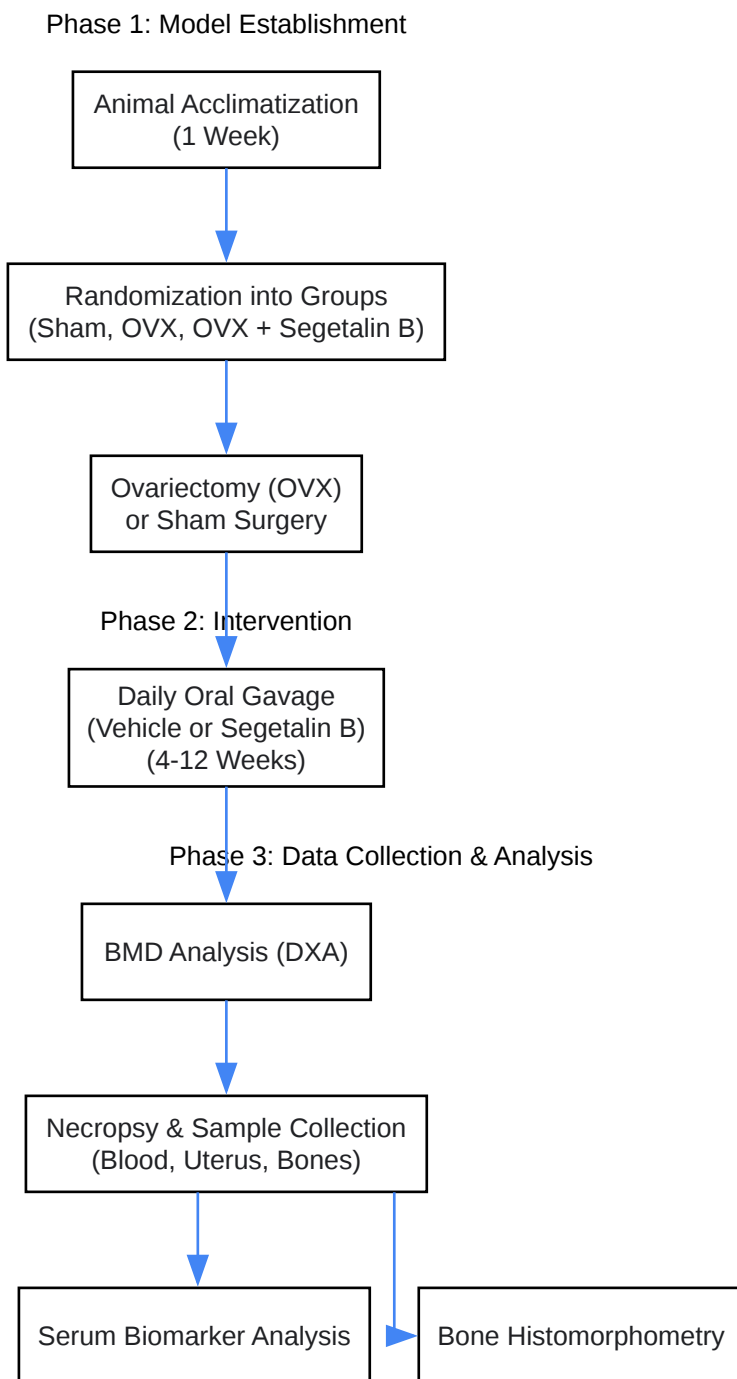 Phase 1: Model Establishment
Animal Acclimatization
(1 Week)
Randomization into Groups
(Sham, OVX, OVX + Segetalin B)
Ovariectomy (OVX)
or Sham Surgery
Phase 2: Intervention
Daily Oral Gavage
(Vehicle or Segetalin B)
(4-12 Weeks)
Phase 3: Data Collection & Analysis
BMD Analysis (DXA)
Necropsy & Sample Collection
(Blood, Uterus, Bones)
Serum Biomarker Analysis
Bone Histomorphometry